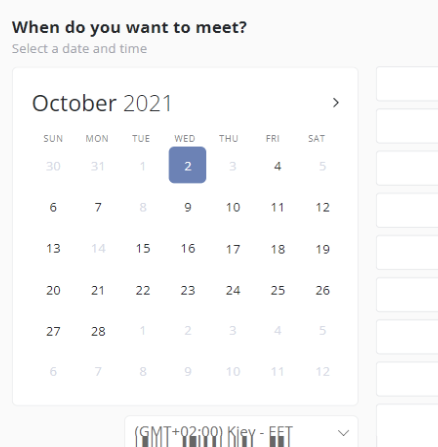 When do you want to meet?
Select a date and time
October 2021
SUN MON TUE WED THU FRI SAT
30 31 1 2 3 4 5
6 7 8 9 10 11 12
13 14 15 16 17 18 19
20 21 22 23 24 25 26
27 28 1 2 3 4 5
6 7 8 9 10 11 12
(GMT+02:00) Kiev - EET